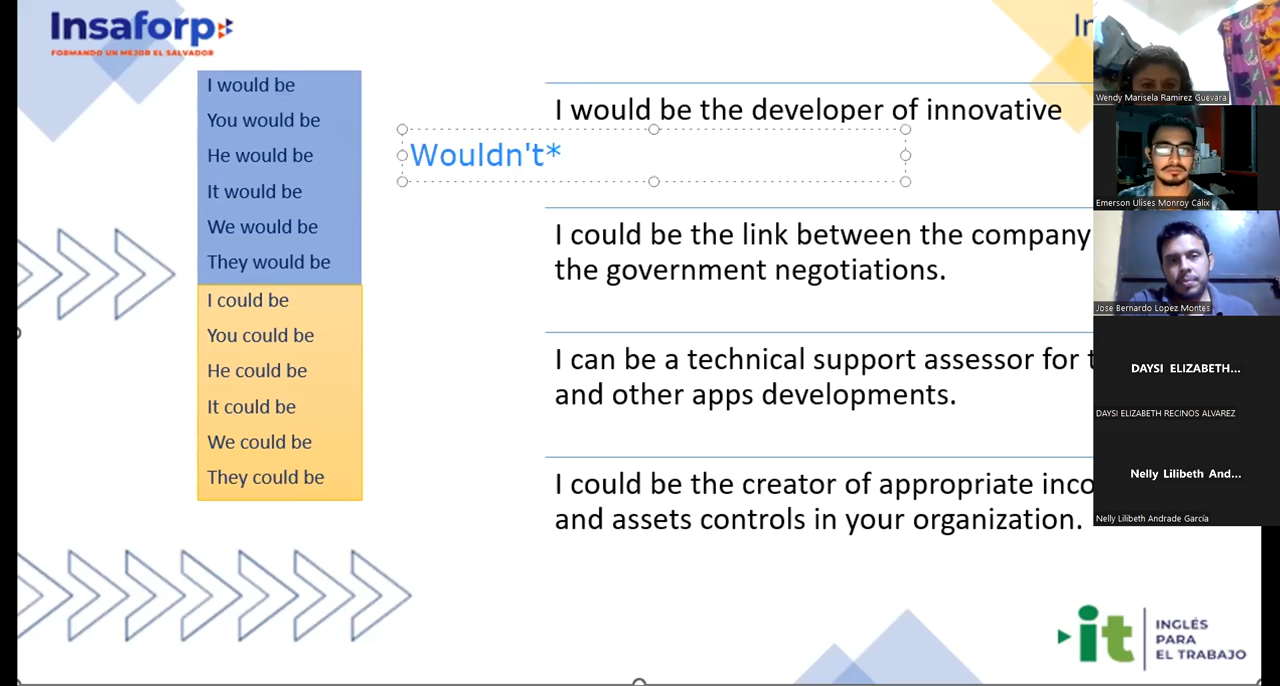 Insaforp
FORMANDO UN MEJOR EL SALVADOR
I would be
You would be
He would be
It would be
We would be
They would be
I could be
You could be
He could be
It could be
We could be
They could be
I would be the developer of innovative
Wouldn't*
I could be the link between the company
the government negotiations.
I can be a technical support assessor for
and other apps developments.
I could be the creator of appropriate
and assets controls in your organization.
Wendy Marisela Ramirez Guevara
Emerson Ulises Monroy Cálix
Jose Bernardo Lopez Montes
DAYSI ELIZABETH...
DAYSI ELIZABETH RECINOS ALVAREZ
Nelly Lilibeth And...
Nelly Lilibeth Andrade García
it
INGLÉS
PARA
EL TRABAJO